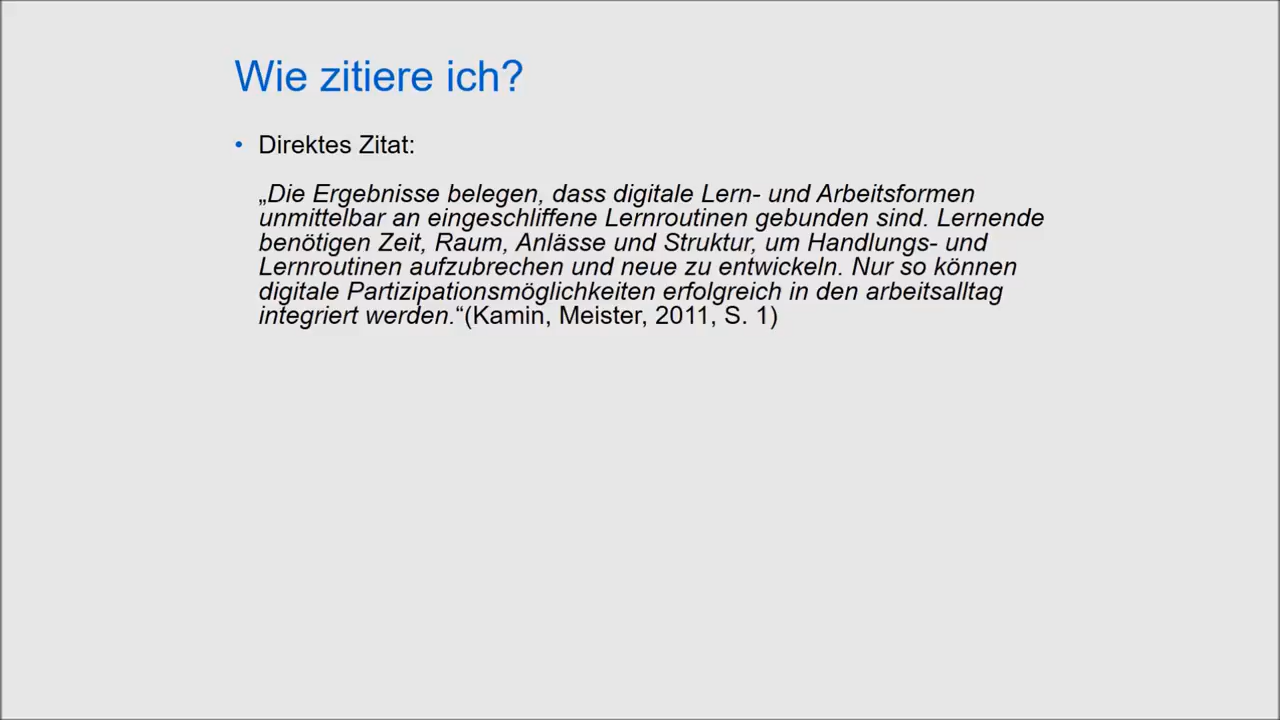 Wie zitiere ich?
• Direktes Zitat:
„Die Ergebnisse belegen, dass digitale Lern- und Arbeitsformen
unmittelbar an eingeschliffene Lernroutinen gebunden sind. Lernende
benötigen Zeit, Raum, Anlässe und Struktur, um Handlungs- und
Lernroutinen aufzubrechen und neue zu entwickeln. Nur so können
digitale Partizipationsmöglichkeiten erfolgreich in den arbeitsalltag
integriert werden.“(Kamin, Meister, 2011, S. 1)